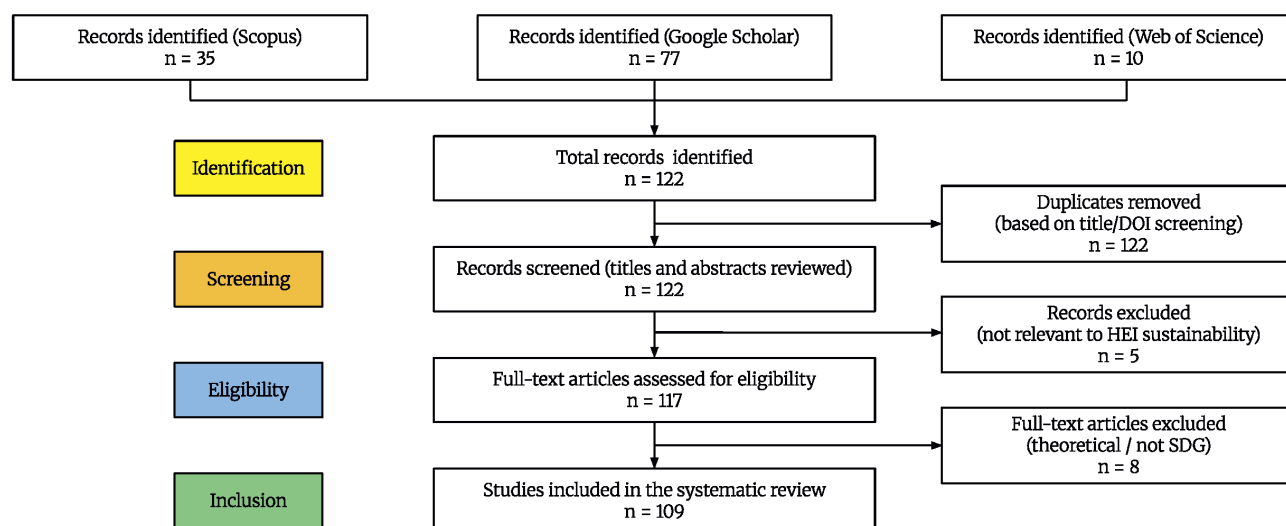 Records identified (Scopus)
n = 35
Records identified (Google Scholar)
n = 77
Records identified (Web of Science)
n = 10
Identification
Total records identified
n = 122
Duplicates removed
(based on title/DOI screening)
n = 122
Screening
Records screened (titles and abstracts reviewed)
n = 122
Records excluded
(not relevant to HEI sustainability)
n = 5
Eligibility
Full-text articles assessed for eligibility
n = 117
Full-text articles excluded
(theoretical / not SDG)
n = 8
Inclusion
Studies included in the systematic review
n = 109